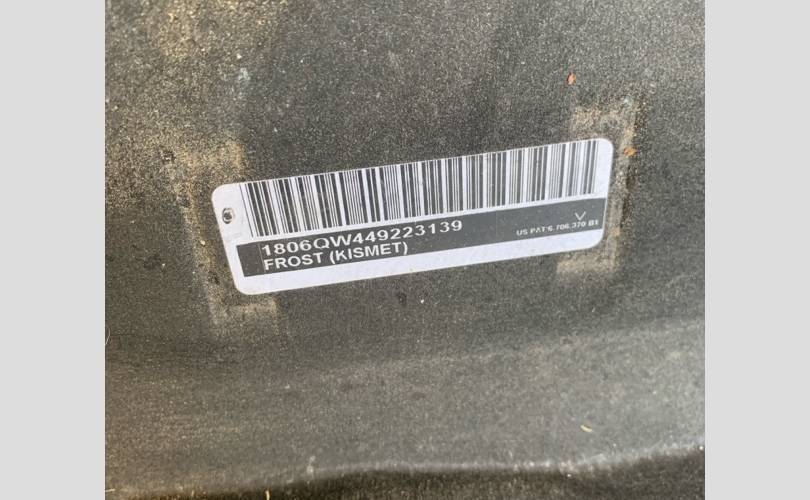 1806QW449223139
FROST (KISMET)
US PAT 6,706,370 B1